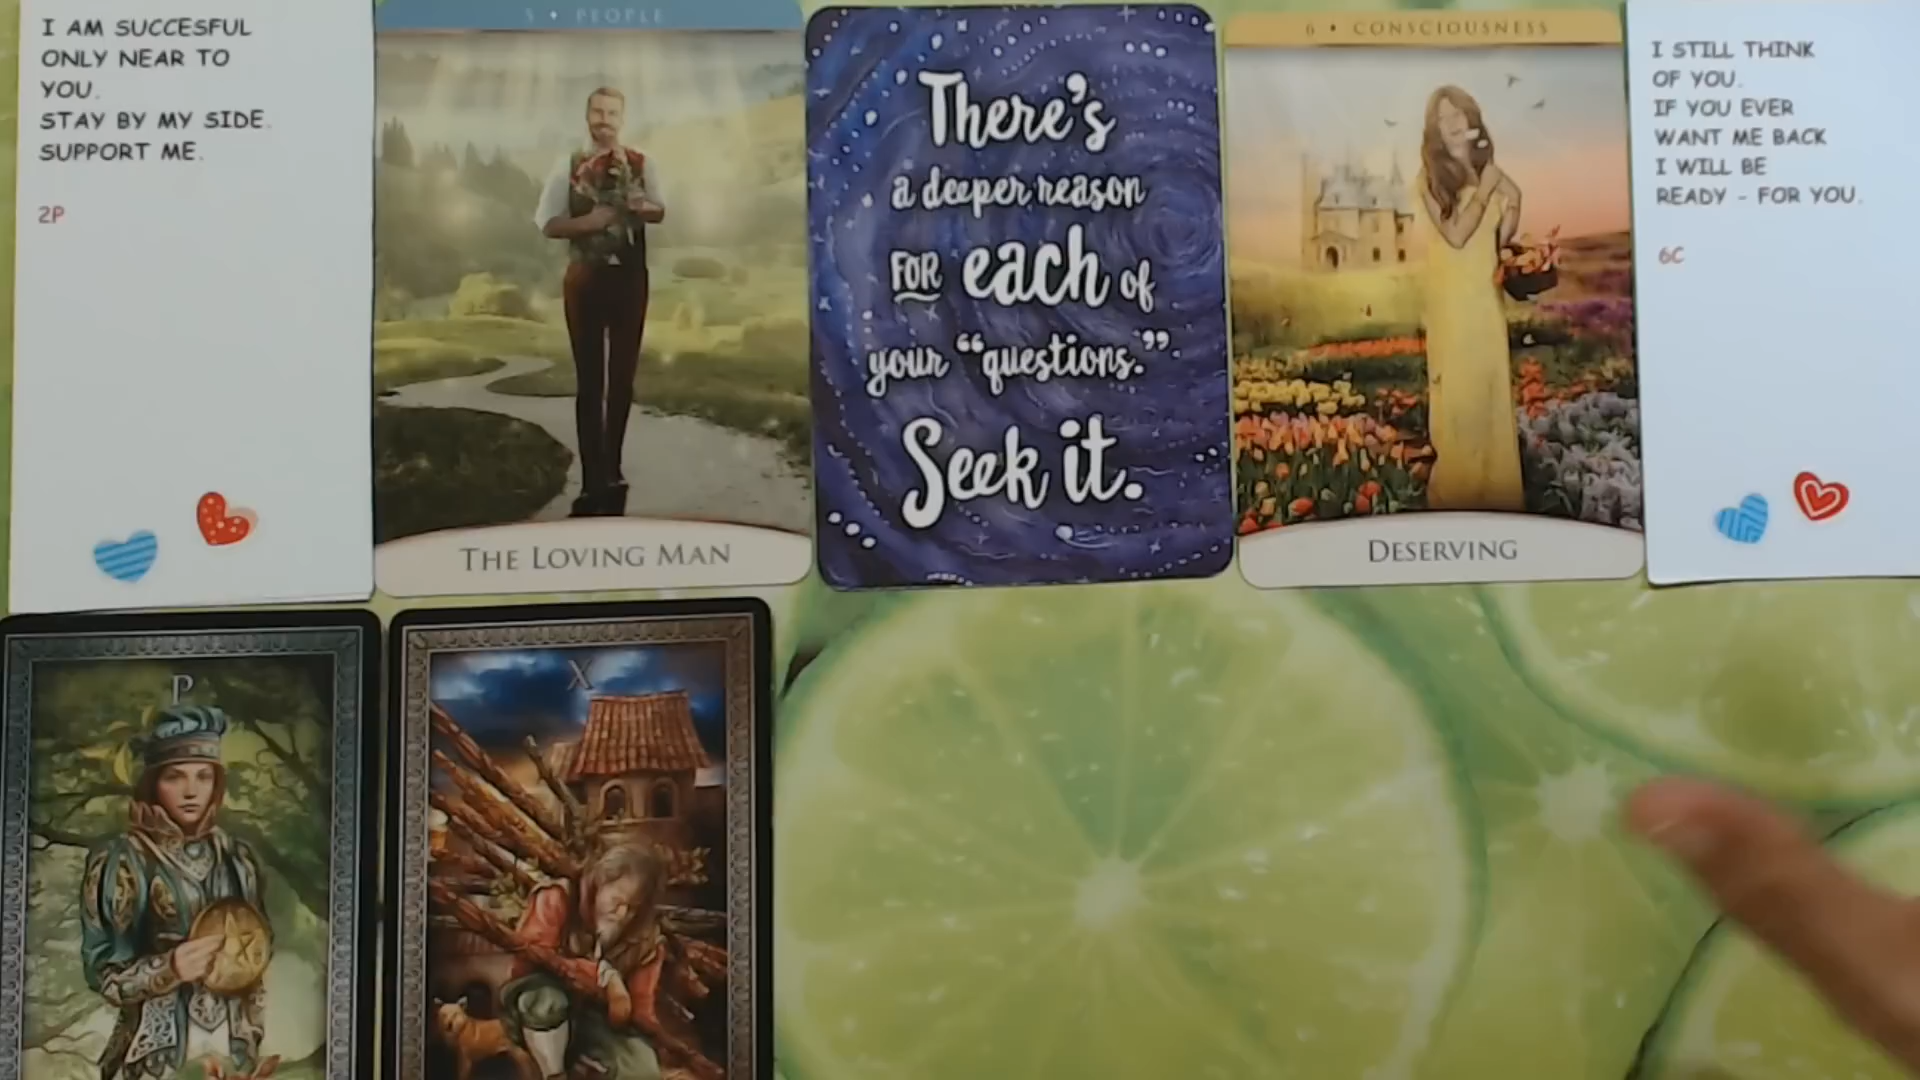 I AM SUCCESFUL
ONLY NEAR TO
YOU.
STAY BY MY SIDE.
SUPPORT ME.
2P
5 • PEOPLE
THE LOVING MAN
There's
a deeper reason
FOR each of
your "questions."
Seek it.
6 • CONSCIOUSNESS
DESERVING
I STILL THINK
OF YOU.
IF YOU EVER
WANT ME BACK
I WILL BE
READY - FOR YOU.
6C
P
X